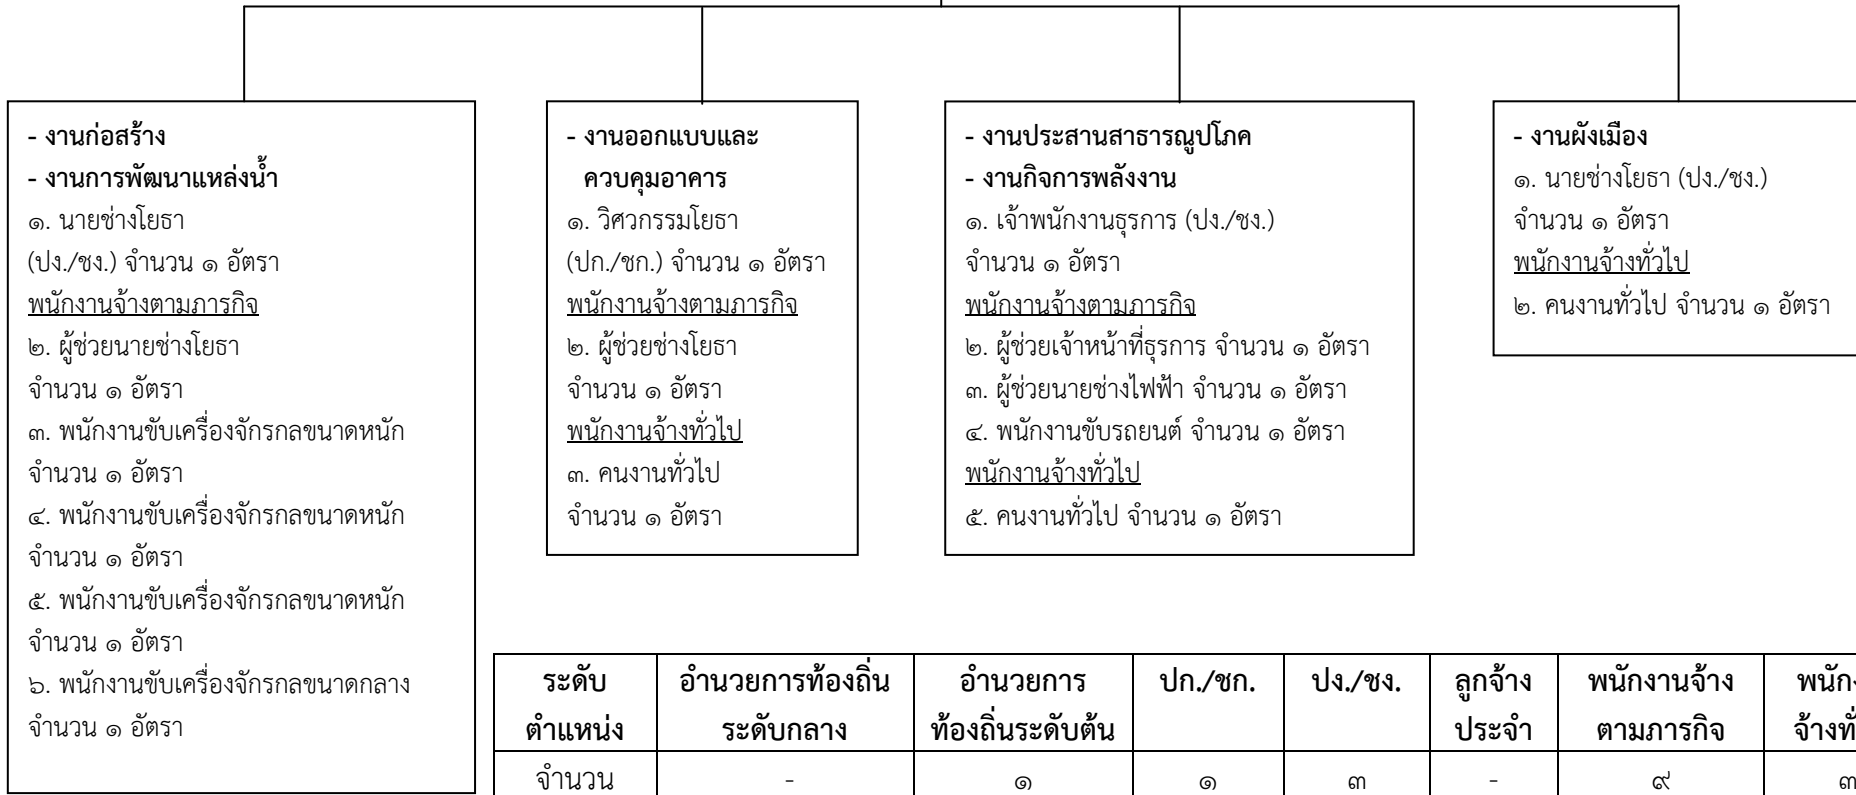 - งานก่อสร้าง
- งานการพัฒนาแหล่งน้ำ
๑. นายช่างโยธา
(ปง./ชง.) จำนวน ๑ อัตรา
พนักงานจ้างตามภารกิจ
๒. ผู้ช่วยนายช่างโยธา
จำนวน ๑ อัตรา
๓. พนักงานขับเครื่องจักรกลขนาดหนัก
จำนวน ๑ อัตรา
๔. พนักงานขับเครื่องจักรกลขนาดหนัก
จำนวน ๑ อัตรา
๕. พนักงานขับเครื่องจักรกลขนาดหนัก
จำนวน ๑ อัตรา
๖. พนักงานขับเครื่องจักรกลขนาดกลาง
จำนวน ๑ อัตรา
- งานออกแบบและ
ควบคุมอาคาร
๑. วิศวกรรมโยธา
(ปก./ชก.) จำนวน ๑ อัตรา
พนักงานจ้างตามภารกิจ
๒. ผู้ช่วยช่างโยธา
จำนวน ๑ อัตรา
พนักงานจ้างทั่วไป
๓. คนงานทั่วไป
จำนวน ๑ อัตรา
- งานประสานสาธารณูปโภค
- งานกิจการพลังงาน
๑. เจ้าพนักงานธุรการ (ปง./ชง.)
จำนวน ๑ อัตรา
พนักงานจ้างตามภารกิจ
๒. ผู้ช่วยเจ้าหน้าที่ธุรการ จำนวน ๑ อัตรา
๓. ผู้ช่วยนายช่างไฟฟ้า จำนวน ๑ อัตรา
๔. พนักงานขับรถยนต์ จำนวน ๑ อัตรา
พนักงานจ้างทั่วไป
๕. คนงานทั่วไป จำนวน ๑ อัตรา
- งานผังเมือง
๑. นายช่างโยธา (ปง./ชง.)
จำนวน ๑ อัตรา
พนักงานจ้างทั่วไป
๒. คนงานทั่วไป จำนวน ๑ อัตรา
ระดับ อำนวยการท้องถิ่น อำนวยการ ปก./ชก. ปง./ชง. ลูกจ้าง พนักงานจ้าง
ตำแหน่ง ระดับกลาง ท้องถิ่นระดับต้น ประจำ ตามภารกิจ
จำนวน - ๑ ๑ ๓ - ๙ ๓